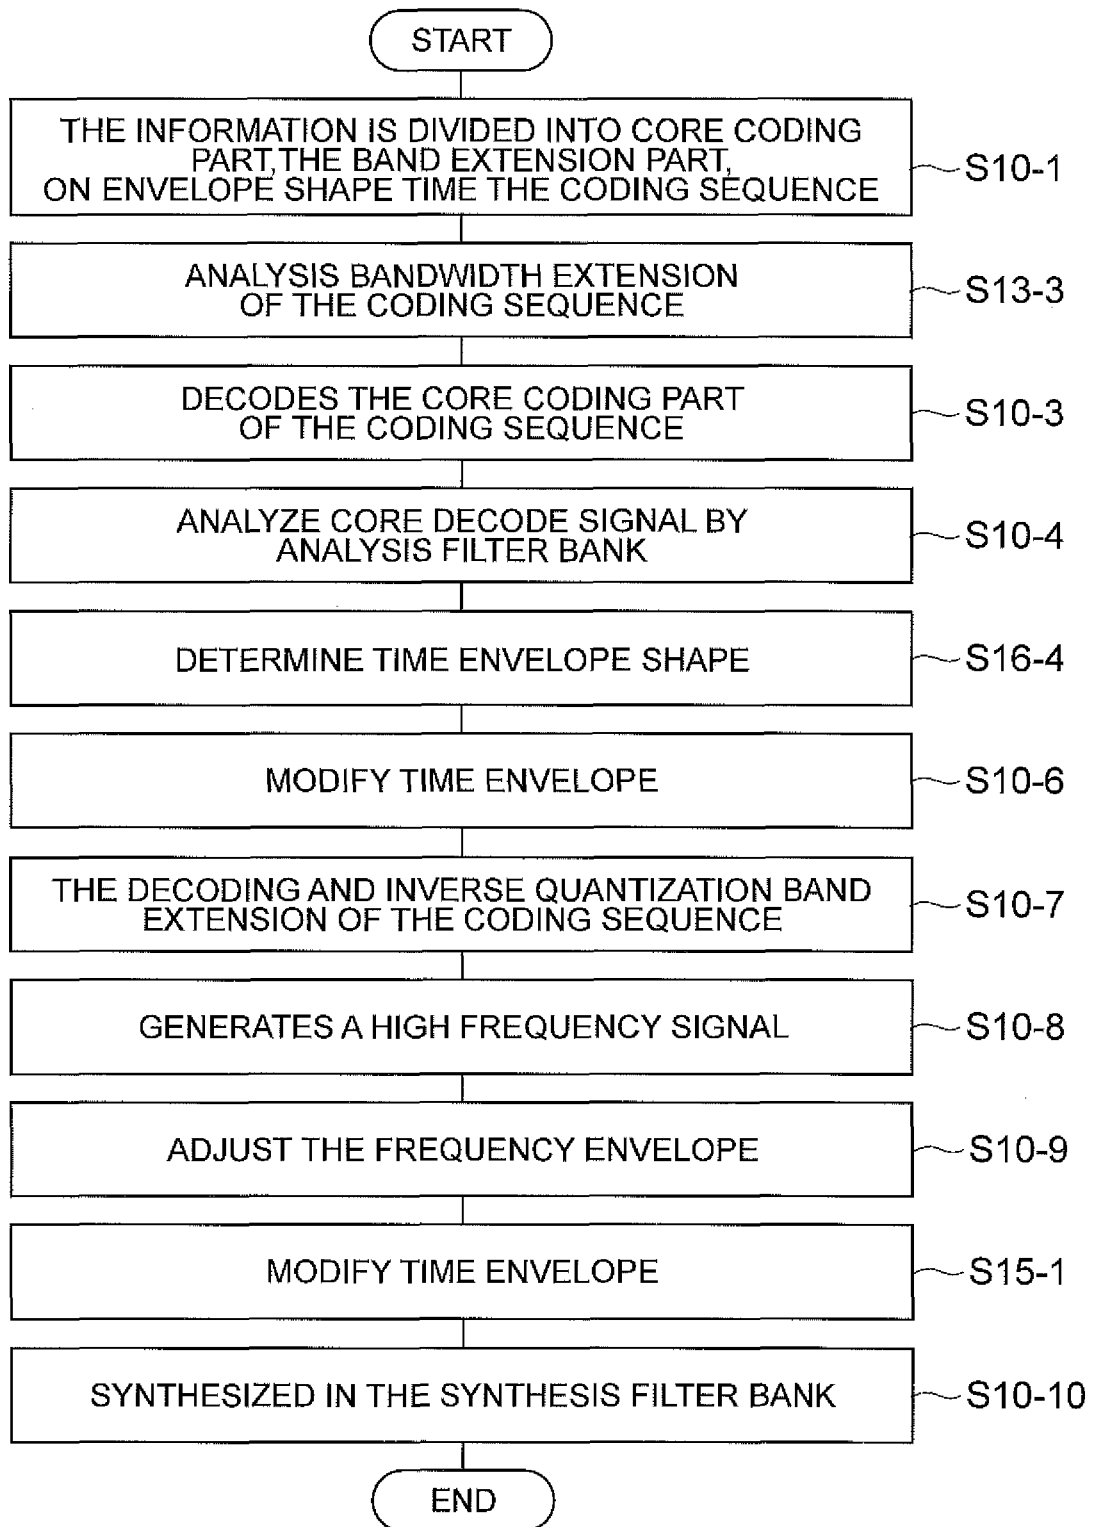 START
THE INFORMATION IS DIVIDED INTO CORE CODING
PART, THE BAND EXTENSION PART,
ON ENVELOPE SHAPE TIME THE CODING SEQUENCE
S10-1
ANALYSIS BANDWIDTH EXTENSION
OF THE CODING SEQUENCE
S13-3
DECODES THE CORE CODING PART
OF THE CODING SEQUENCE
S10-3
ANALYZE CORE DECODE SIGNAL BY
ANALYSIS FILTER BANK
S10-4
DETERMINE TIME ENVELOPE SHAPE
S16-4
MODIFY TIME ENVELOPE
S10-6
THE DECODING AND INVERSE QUANTIZATION BAND
EXTENSION OF THE CODING SEQUENCE
S10-7
GENERATES A HIGH FREQUENCY SIGNAL
S10-8
ADJUST THE FREQUENCY ENVELOPE
S10-9
MODIFY TIME ENVELOPE
S15-1
SYNTHESIZED IN THE SYNTHESIS FILTER BANK
S10-10
END